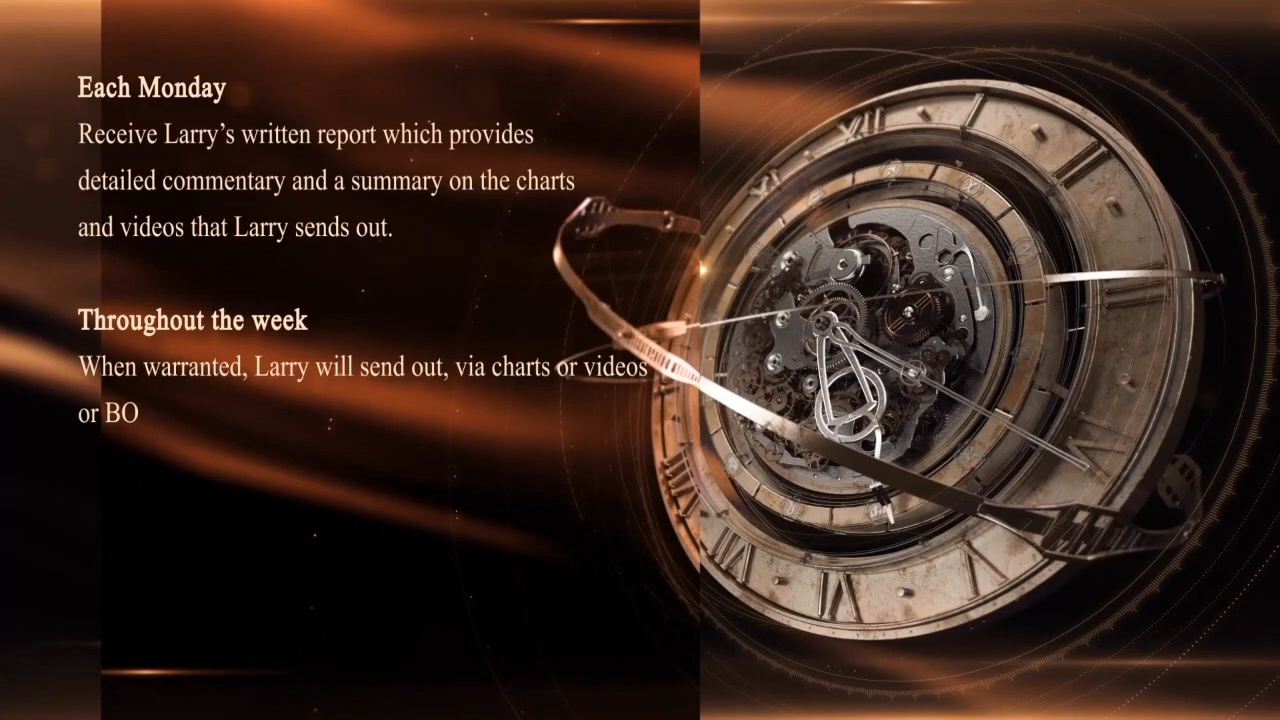 Each Monday
Receive Larry’s written report which provides
detailed commentary and a summary on the charts
and videos that Larry sends out.
Throughout the week
When warranted, Larry will send out, via charts or videos
or BO
XII